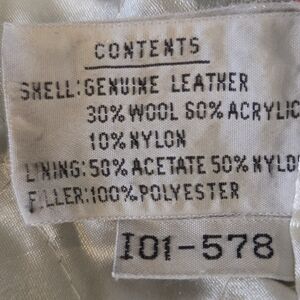 CONTENTS
SHELL:GENUINE LEATHER
30%WOOL 60%ACRYLIC
10%NYLON
LINING:50%ACETATE 50%NYLO
FILLER:100%POLYESTER
I01-578